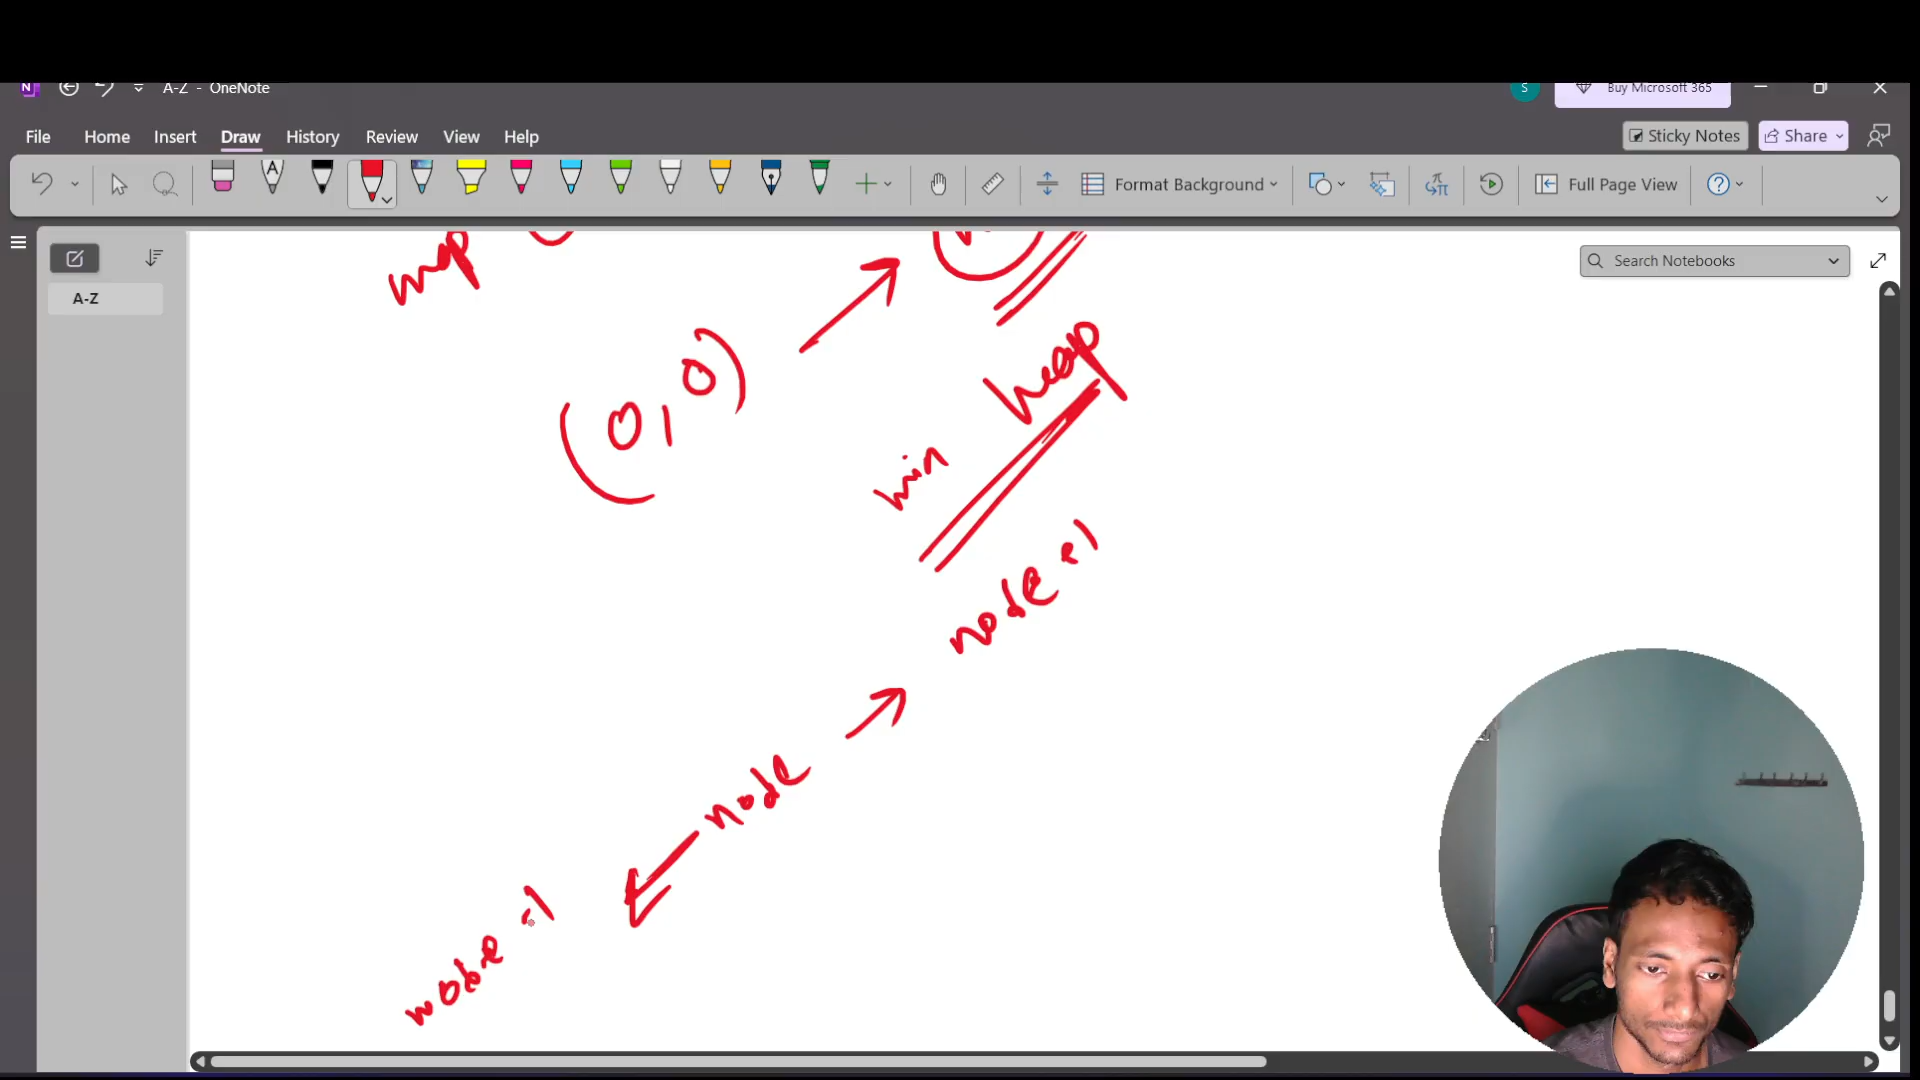 A-Z - OneNote
S
Buy Microsoft 365
File Home Insert Draw History Review View Help
Sticky Notes
Share
A
Format Background
Full Page View
A-Z
Search Notebooks
map
(0,0)
heap
min
node
node